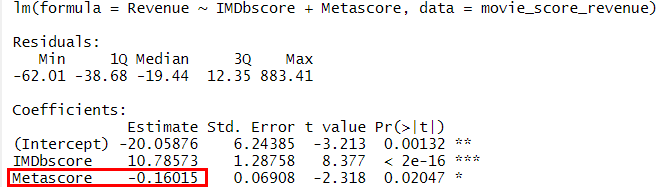 lm(formula = Revenue ~ IMDbscore + Metascore, data = movie_score_revenue)
Residuals:
Min 1Q Median 3Q Max
-62.01 -38.68 -19.44 12.35 883.41
Coefficients:
Estimate Std. Error t value Pr(>|t|)
(Intercept) -20.05876 6.24385 -3.213 0.00132 **
IMDbscore 10.78573 1.28758 8.377 < 2e-16 ***
Metascore -0.16015 0.06908 -2.318 0.02047 *